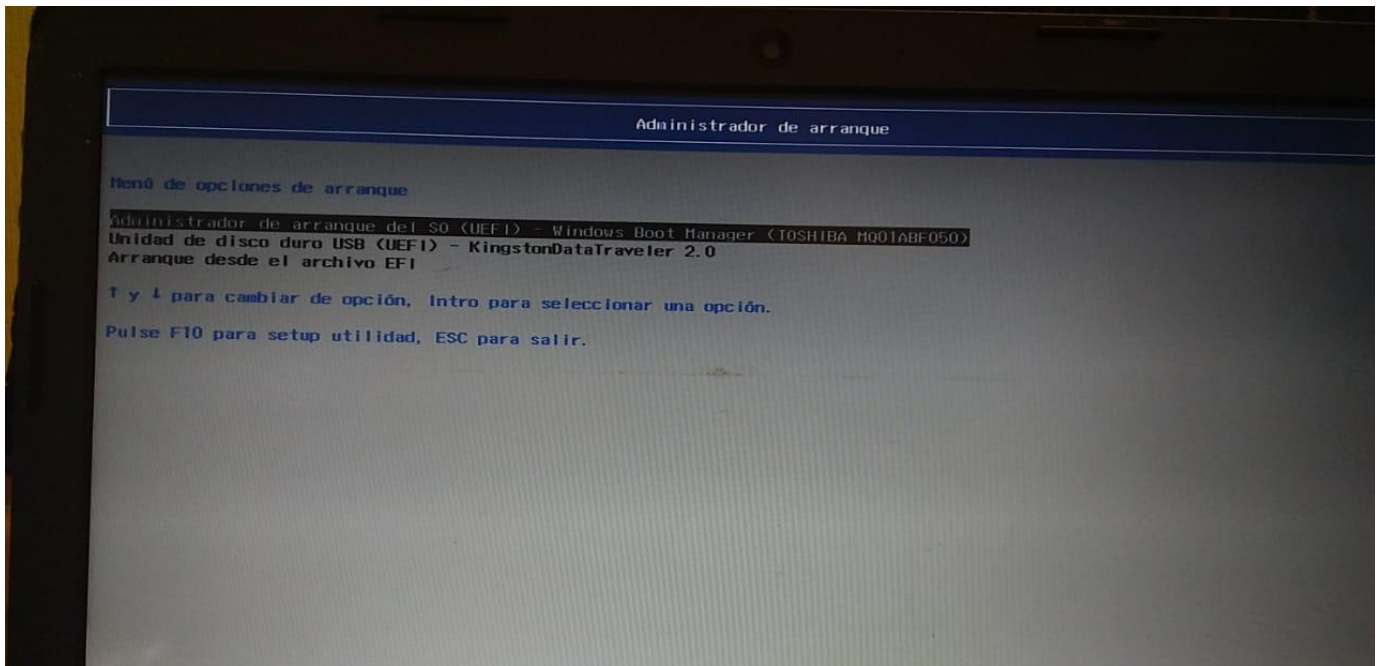 Administrador de arranque
Menú de opciones de arranque
Administrador de arranque del SO (UEFI) - Windows Boot Manager (TOSHIBA MQ01ABF050)
Unidad de disco duro USB (UEFI) - KingstonDataTraveler 2.0
Arranque desde el archivo EFI
↑ y ↓ para cambiar de opción, Intro para seleccionar una opción.
Pulse F10 para setup utilidad, ESC para salir.